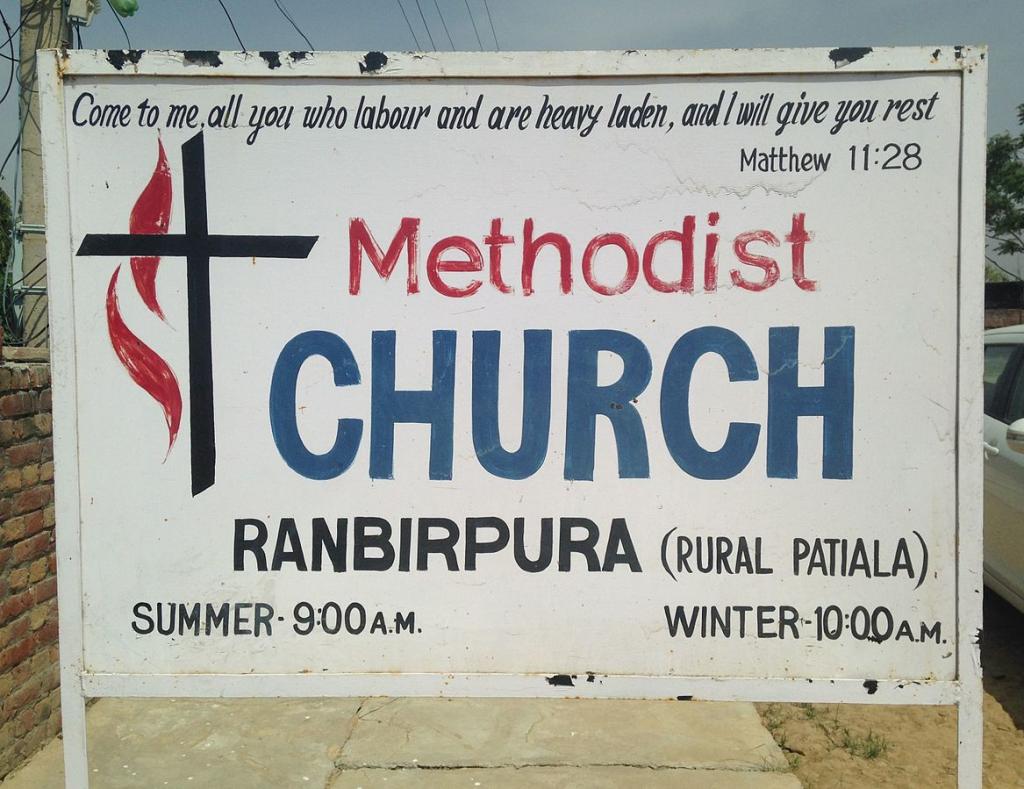 Come to me, all you who labour and are heavy laden, and I will give you rest
Matthew 11:28
Methodist
CHURCH
RANBIRPURA (RURAL PATIALA)
SUMMER - 9:00 A.M. WINTER - 10:00 A.M.